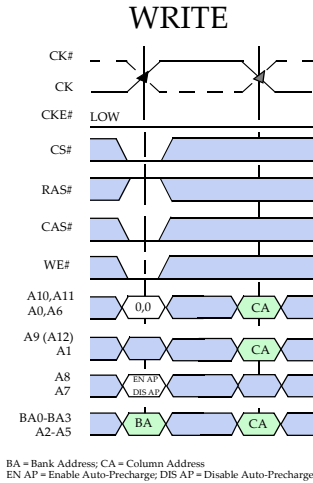 WRITE
CK#
CK
CKE#
LOW
CS#
RAS#
CAS#
WE#
A10,A11
A0,A6
0,0
CA
A9 (A12)
A1
CA
A8
A7
EN AP
DIS AP
BA0-BA3
A2-A5
BA
CA
BA = Bank Address; CA = Column Address
EN AP = Enable Auto-Precharge; DIS AP = Disable Auto-Precharge